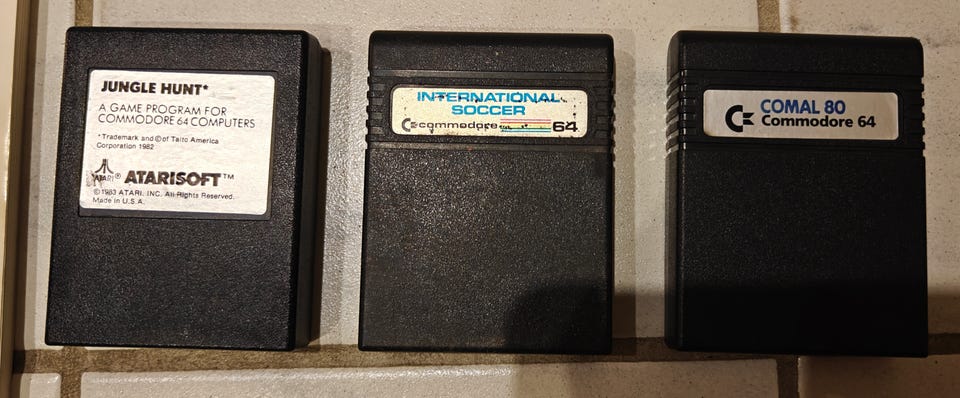 JUNGLE HUNT*
A GAME PROGRAM FOR
COMMODORE 64 COMPUTERS
*Trademark and © of Taito America
Corporation 1982
ATARI® ATARISOFT™
© 1983 ATARI, INC. All Rights Reserved.
Made in U.S.A.
INTERNATIONAL
SOCCER
commodore 64
COMAL 80
Commodore 64